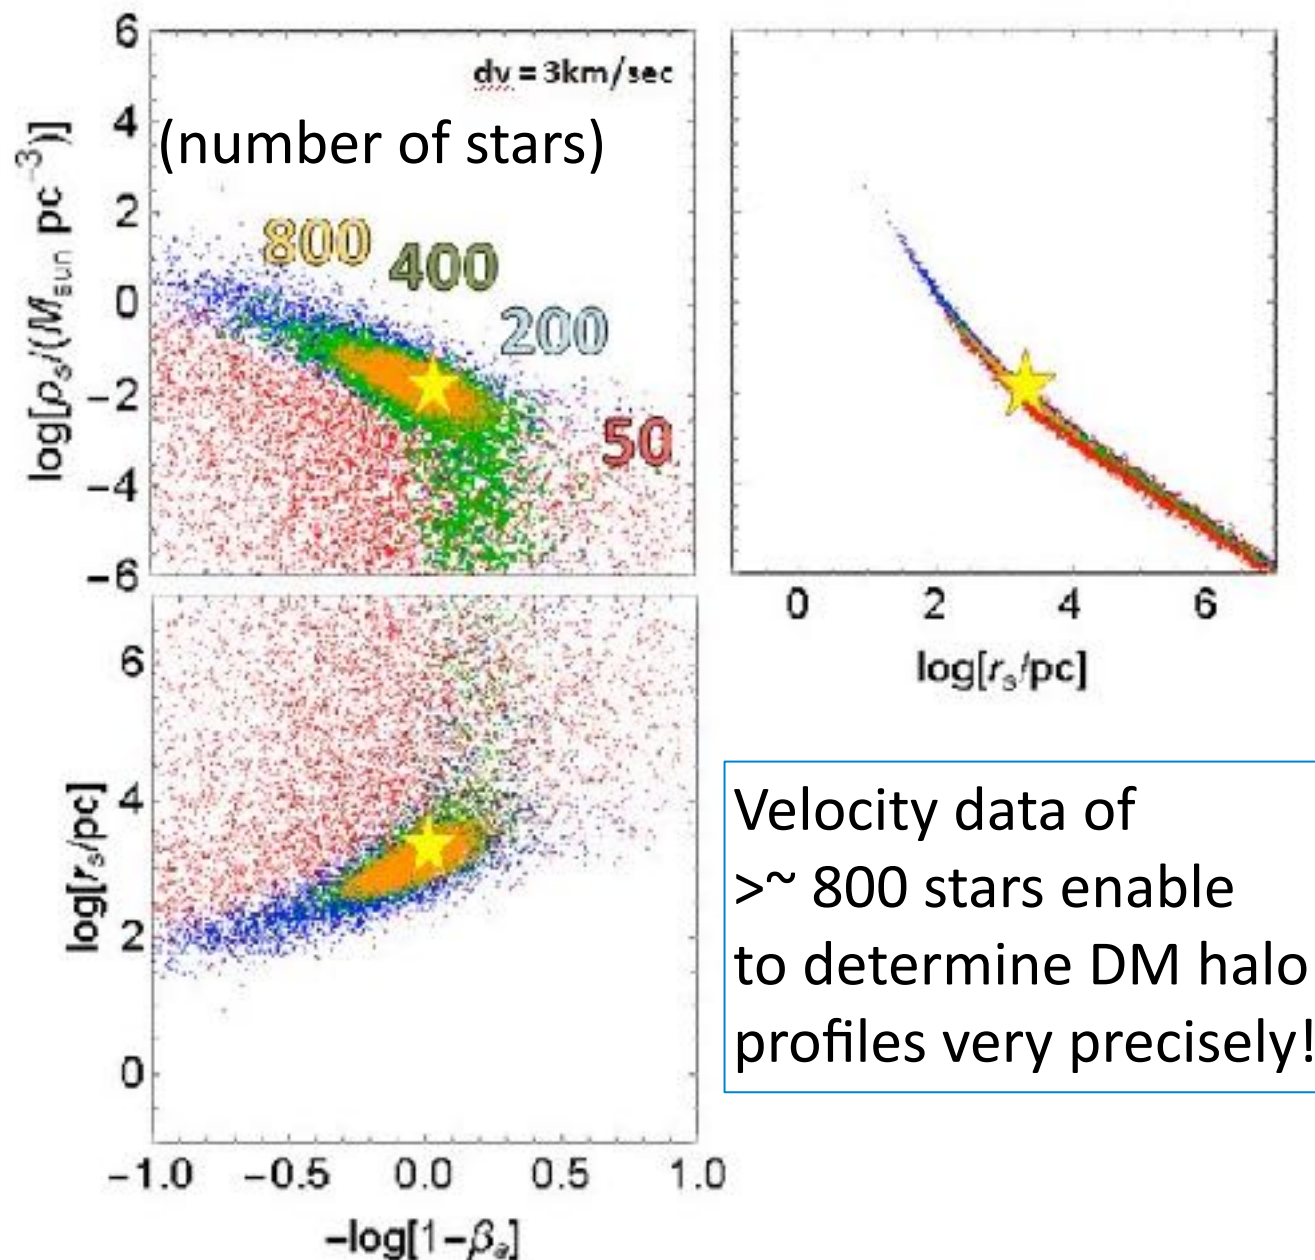 6
dv = 3km/sec
4
(number of stars)
2
800
400
0
200
−2
50
−4
−6
log[ρs/(Msun pc−3)]
0 2 4 6
log[rs/pc]
6
4
2
0
log[rs/pc]
−1.0 −0.5 0.0 0.5 1.0
−log[1−βa]
Velocity data of
>~ 800 stars enable
to determine DM halo
profiles very precisely!